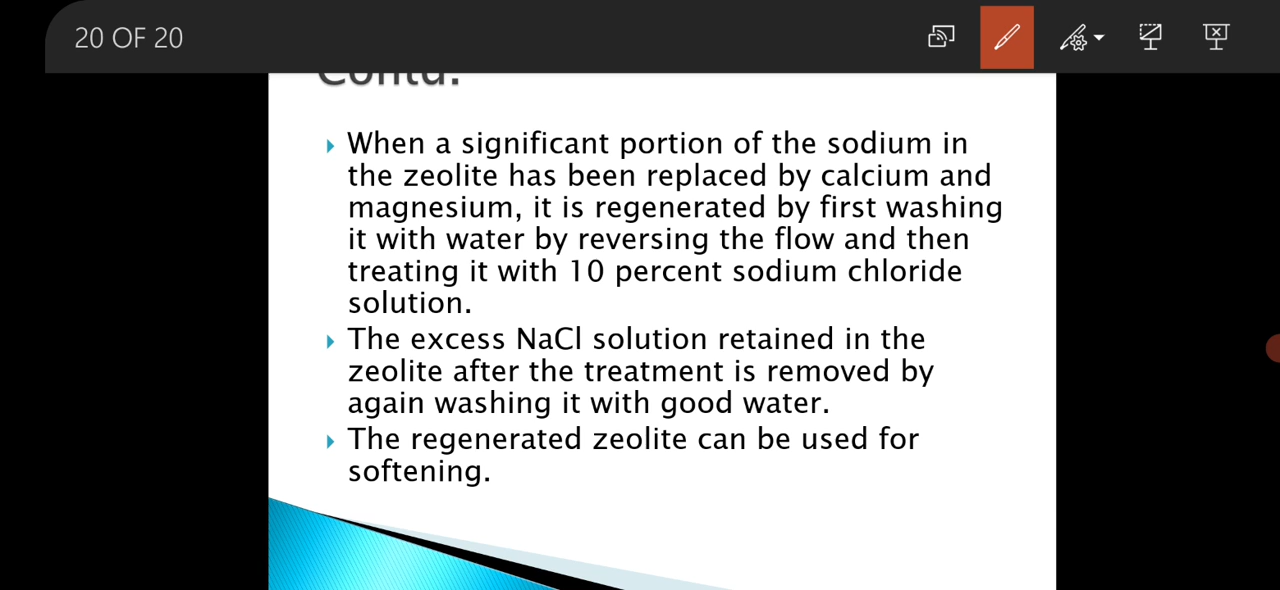 20 OF 20
Contd.
When a significant portion of the sodium in
the zeolite has been replaced by calcium and
magnesium, it is regenerated by first washing
it with water by reversing the flow and then
treating it with 10 percent sodium chloride
solution.
The excess NaCl solution retained in the
zeolite after the treatment is removed by
again washing it with good water.
The regenerated zeolite can be used for
softening.